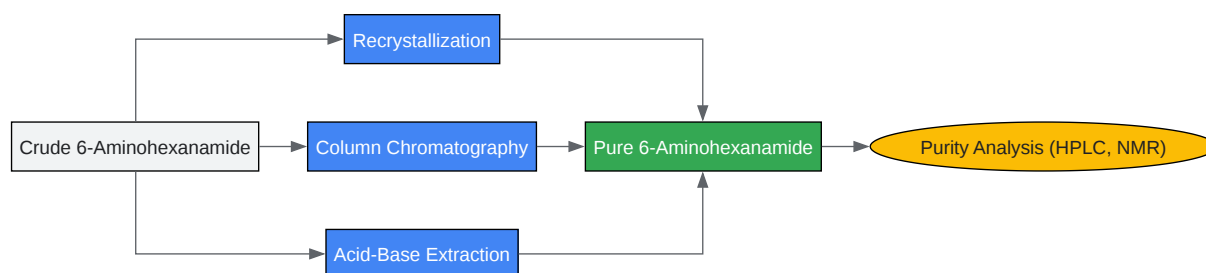 Recrystallization
Crude 6-Aminohexanamide
Column Chromatography
Pure 6-Aminohexanamide
Purity Analysis (HPLC, NMR)
Acid-Base Extraction